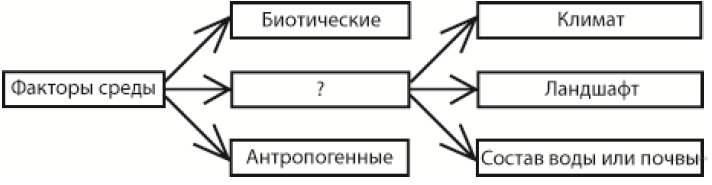 Биотические
Климат
Факторы среды
?
Ландшафт
Антропогенные
Состав воды или почвы